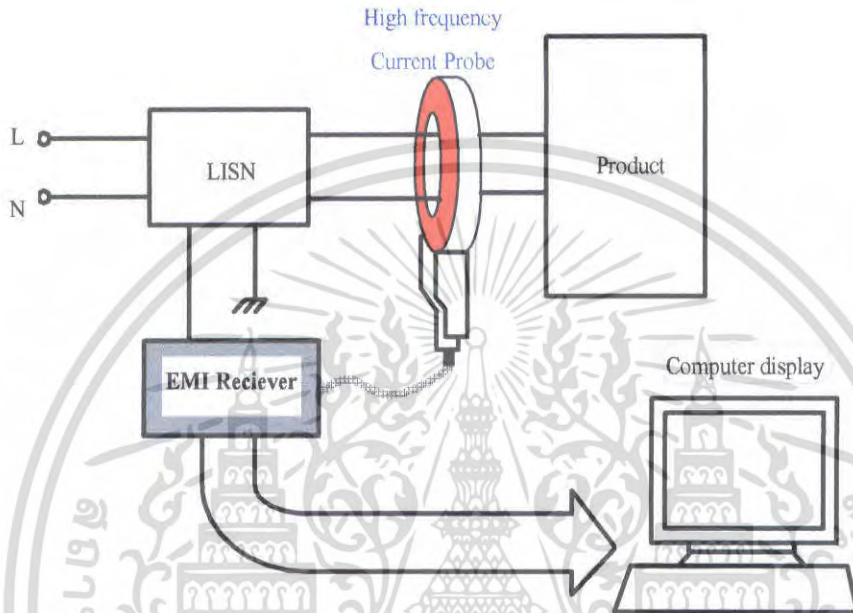 High frequency
Current Probe
L
N
LISN
Product
EMI Reciever
Computer display